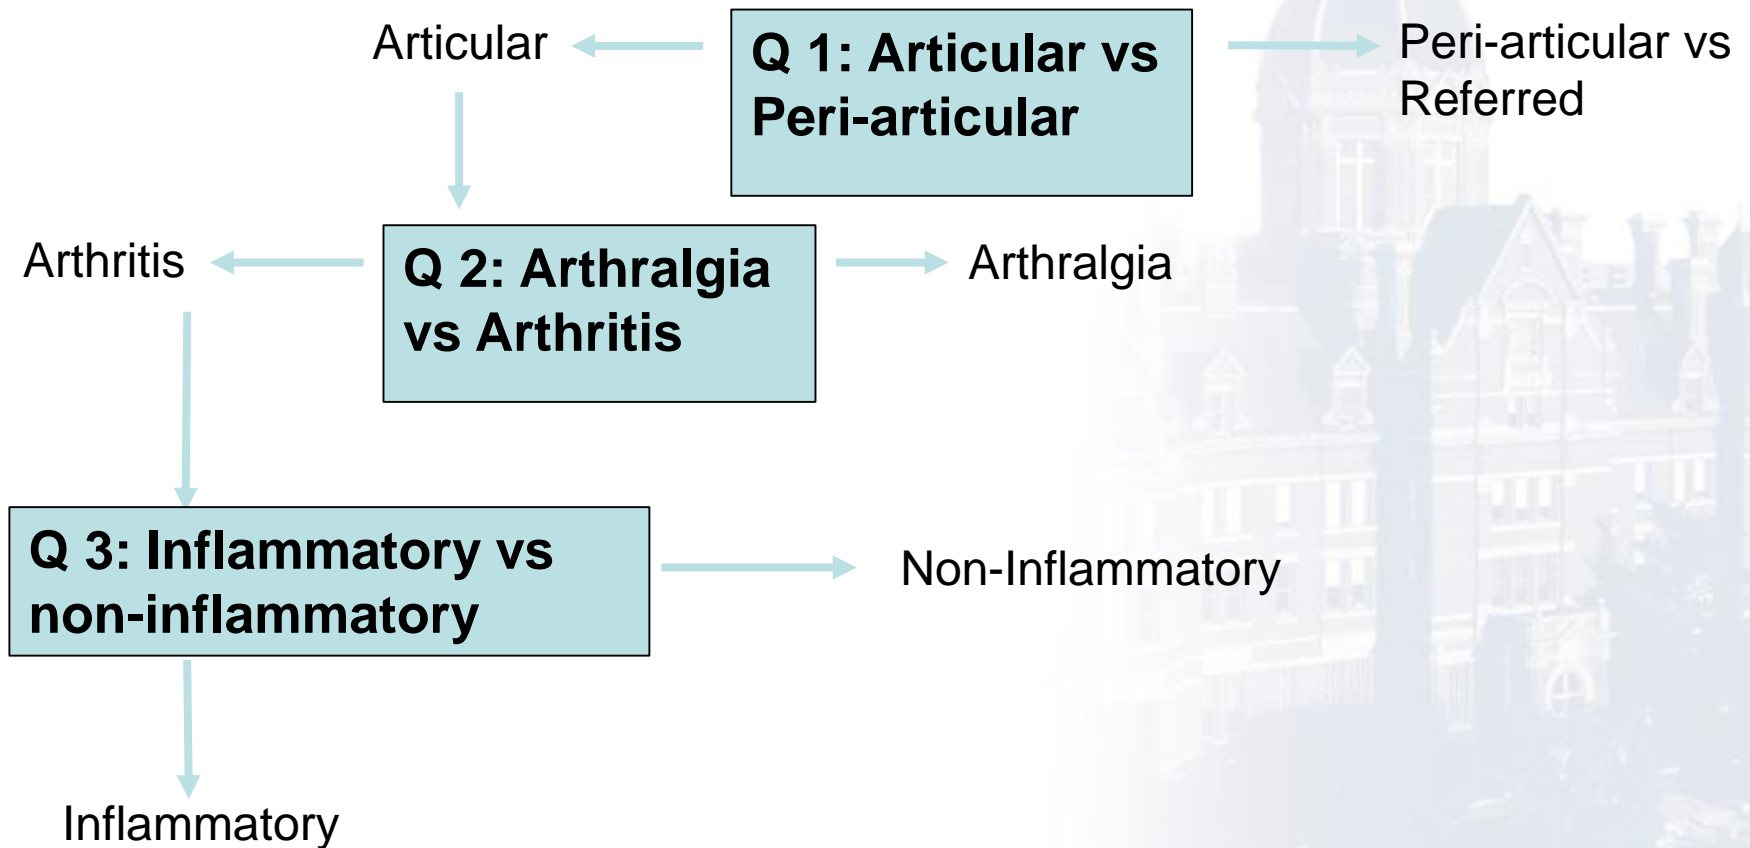 Articular
Q 1: Articular vs
Peri-articular
Peri-articular vs
Referred
Arthritis
Q 2: Arthralgia
vs Arthritis
Arthralgia
Q 3: Inflammatory vs
non-inflammatory
Non-Inflammatory
Inflammatory